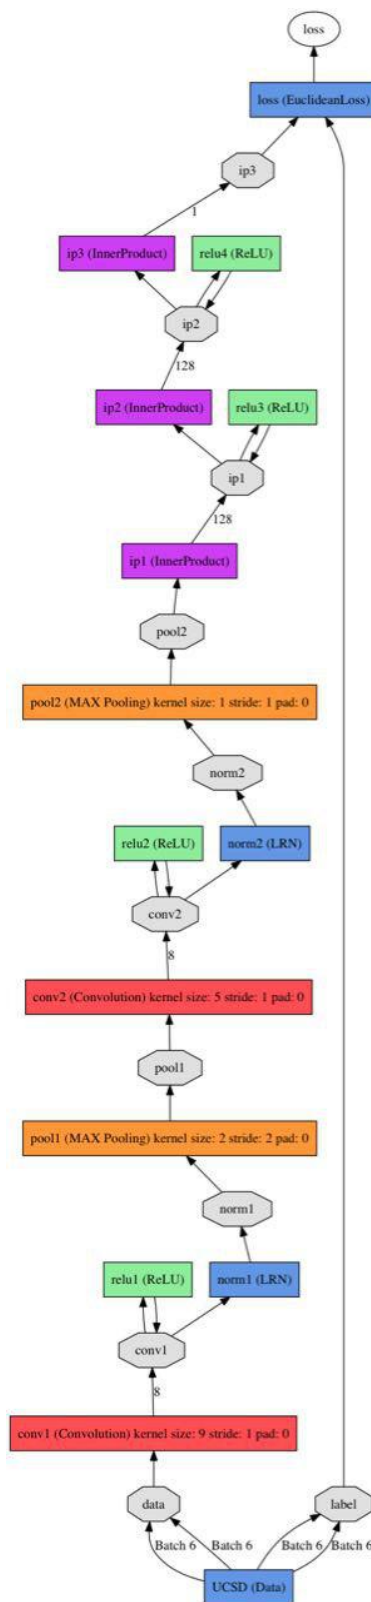 loss
loss (EuclideanLoss)
ip3
1
ip3 (InnerProduct)
relu4 (ReLU)
ip2
128
ip2 (InnerProduct)
relu3 (ReLU)
ip1
128
ip1 (InnerProduct)
pool2
pool2 (MAX Pooling) kernel size: 1 stride: 1 pad: 0
norm2
relu2 (ReLU)
norm2 (LRN)
conv2
8
conv2 (Convolution) kernel size: 5 stride: 1 pad: 0
pool1
pool1 (MAX Pooling) kernel size: 2 stride: 2 pad: 0
norm1
relu1 (ReLU)
norm1 (LRN)
conv1
8
conv1 (Convolution) kernel size: 9 stride: 1 pad: 0
data
label
Batch 6
Batch 6
Batch 6
Batch 6
UCSD (Data)